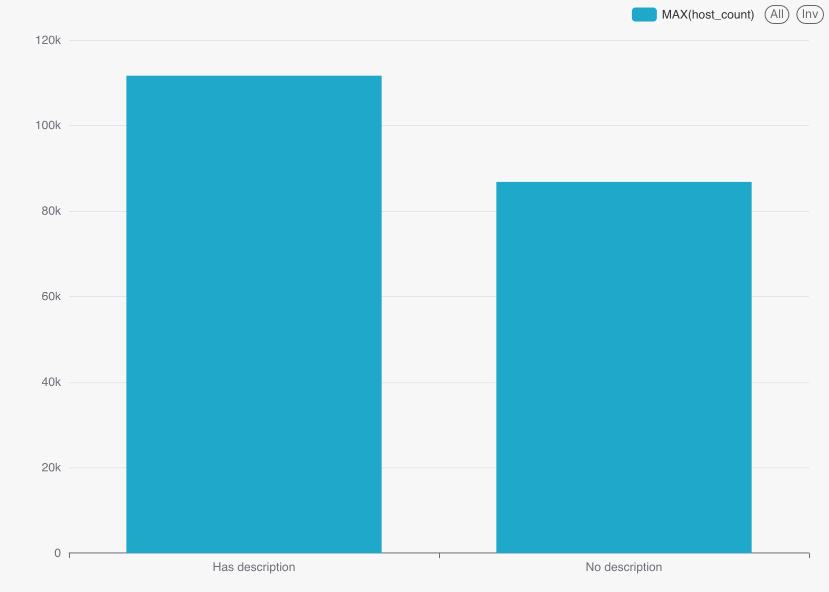 MAX(host_count) All Inv
120k
100k
80k
60k
40k
20k
0
Has description No description